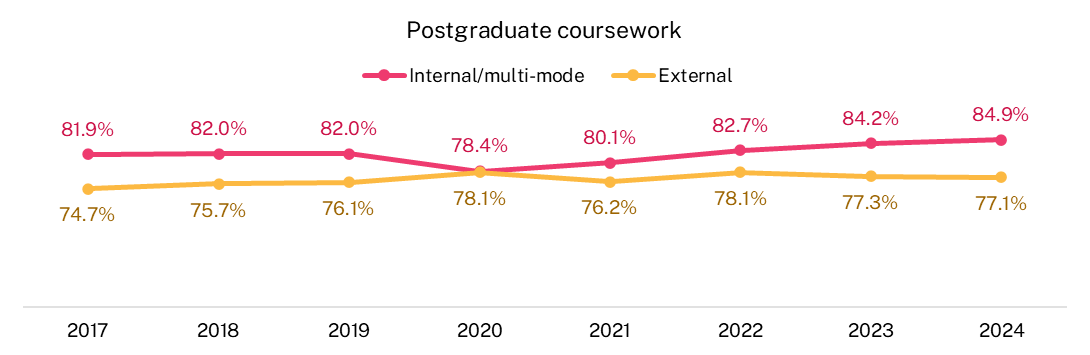 Postgraduate coursework
Internal/multi-mode External
81.9% 82.0% 82.0% 78.4% 80.1% 82.7% 84.2% 84.9%
74.7% 75.7% 76.1% 78.1% 76.2% 78.1% 77.3% 77.1%
2017 2018 2019 2020 2021 2022 2023 2024